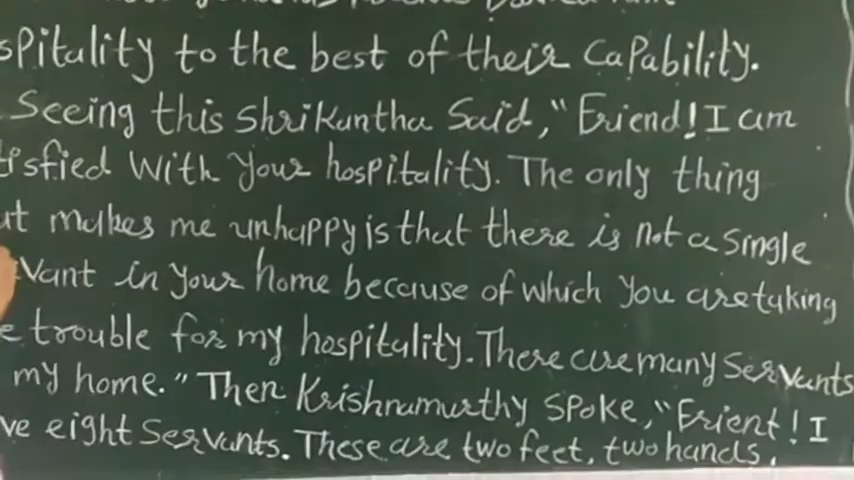 spitality to the best of their capability.
Seeing this Shrikantha Said, "Friend! I am
tisfied With your hospitality. The only thing
at makes me unhappy is that there is not a single
vant in your home because of which you are taking
e trouble for my hospitality. There are many Servants
my home." Then Krishnamurthy spoke, "Frient! I
ve eight Servants. These are two feet, two hands,